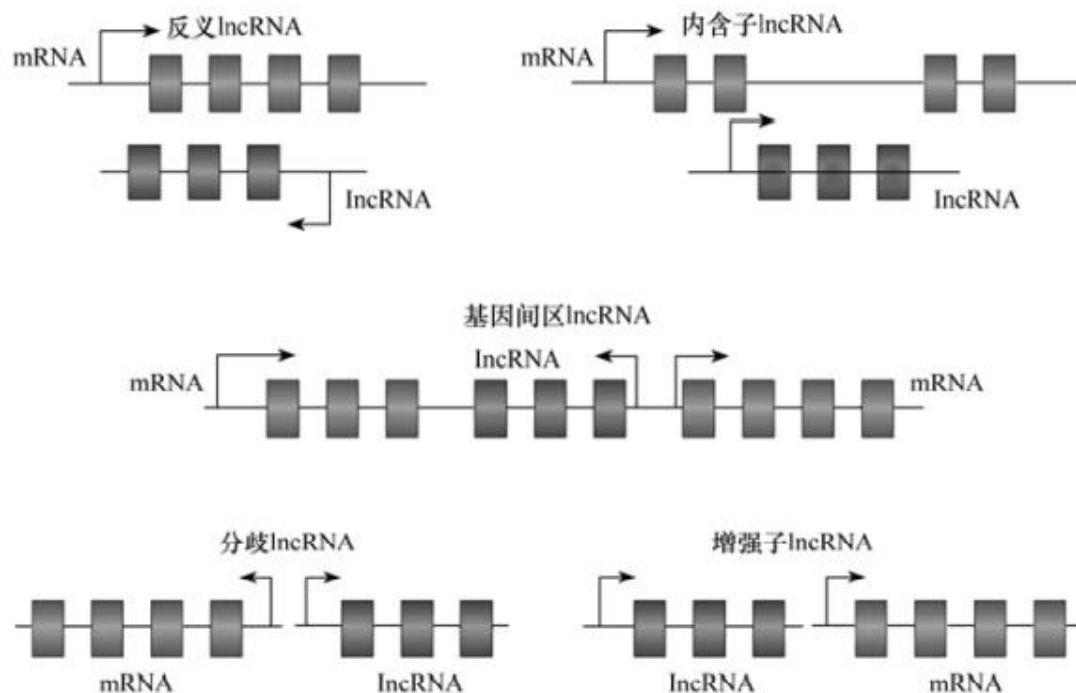 反义lncRNA
mRNA
lncRNA
内含子lncRNA
mRNA
lncRNA
基因间区lncRNA
lncRNA
mRNA
mRNA
分歧lncRNA
mRNA
lncRNA
增强子lncRNA
lncRNA
mRNA